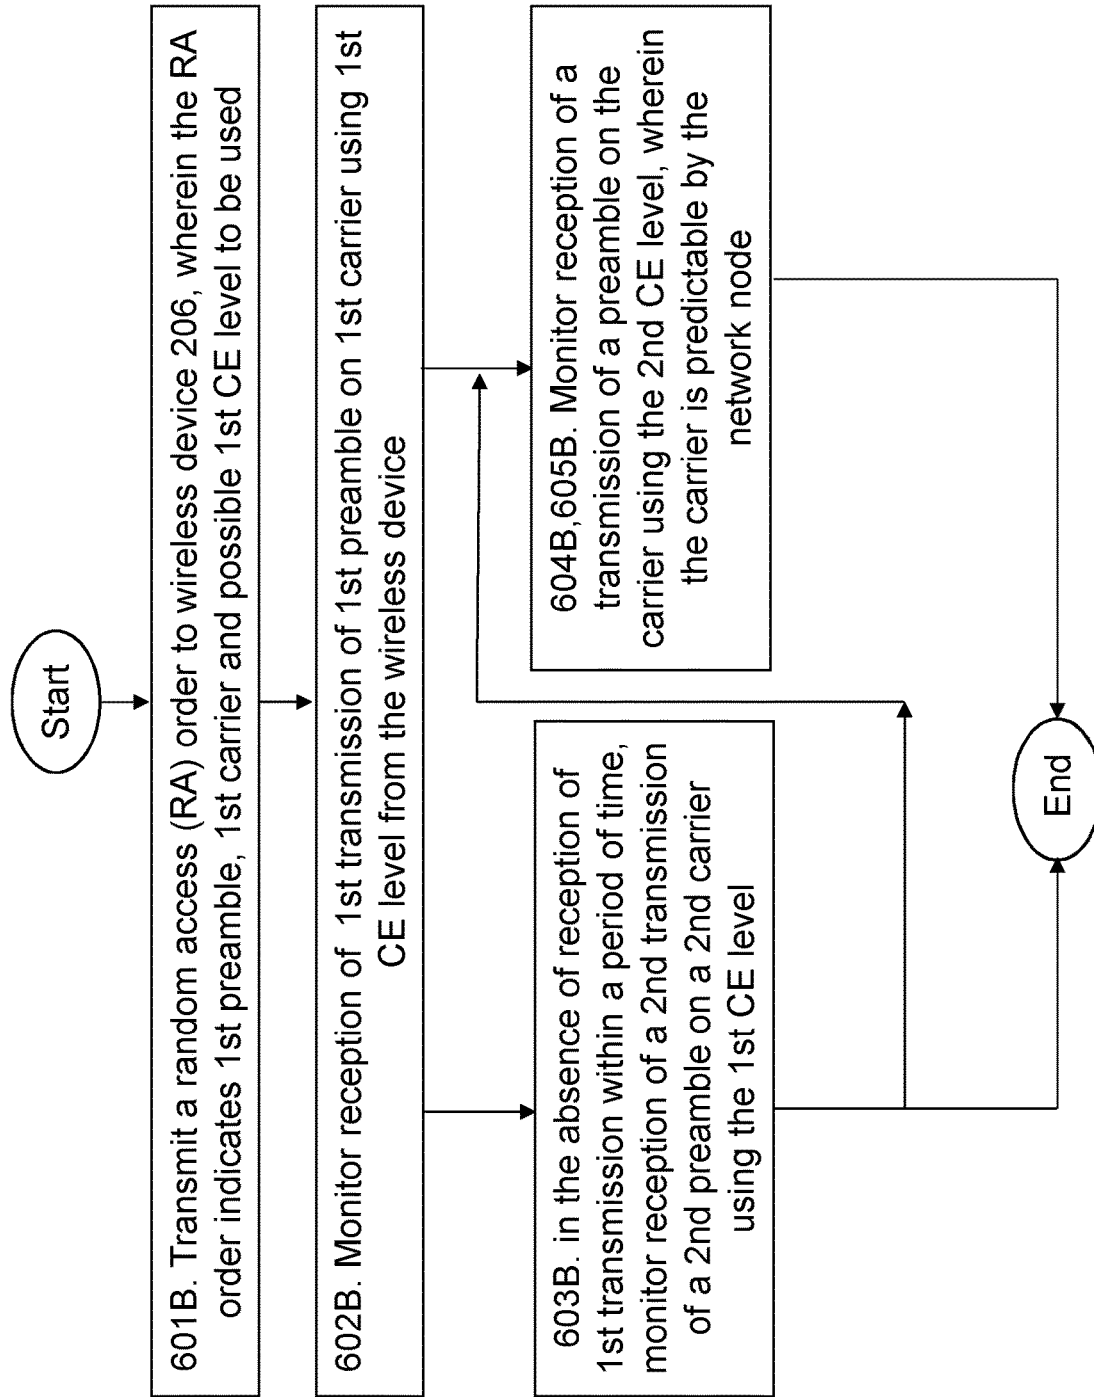 Start
601B. Transmit a random access (RA) order to wireless device 206, wherein the RA
order indicates 1st preamble, 1st carrier and possible 1st CE level to be used
602B. Monitor reception of 1st transmission of 1st preamble on 1st carrier using 1st
CE level from the wireless device
603B. in the absence of reception of
1st transmission within a period of time,
monitor reception of a 2nd transmission
of a 2nd preamble on a 2nd carrier
using the 1st CE level
604B,605B. Monitor reception of a
transmission of a preamble on the
carrier using the 2nd CE level, wherein
the carrier is predictable by the
network node
End